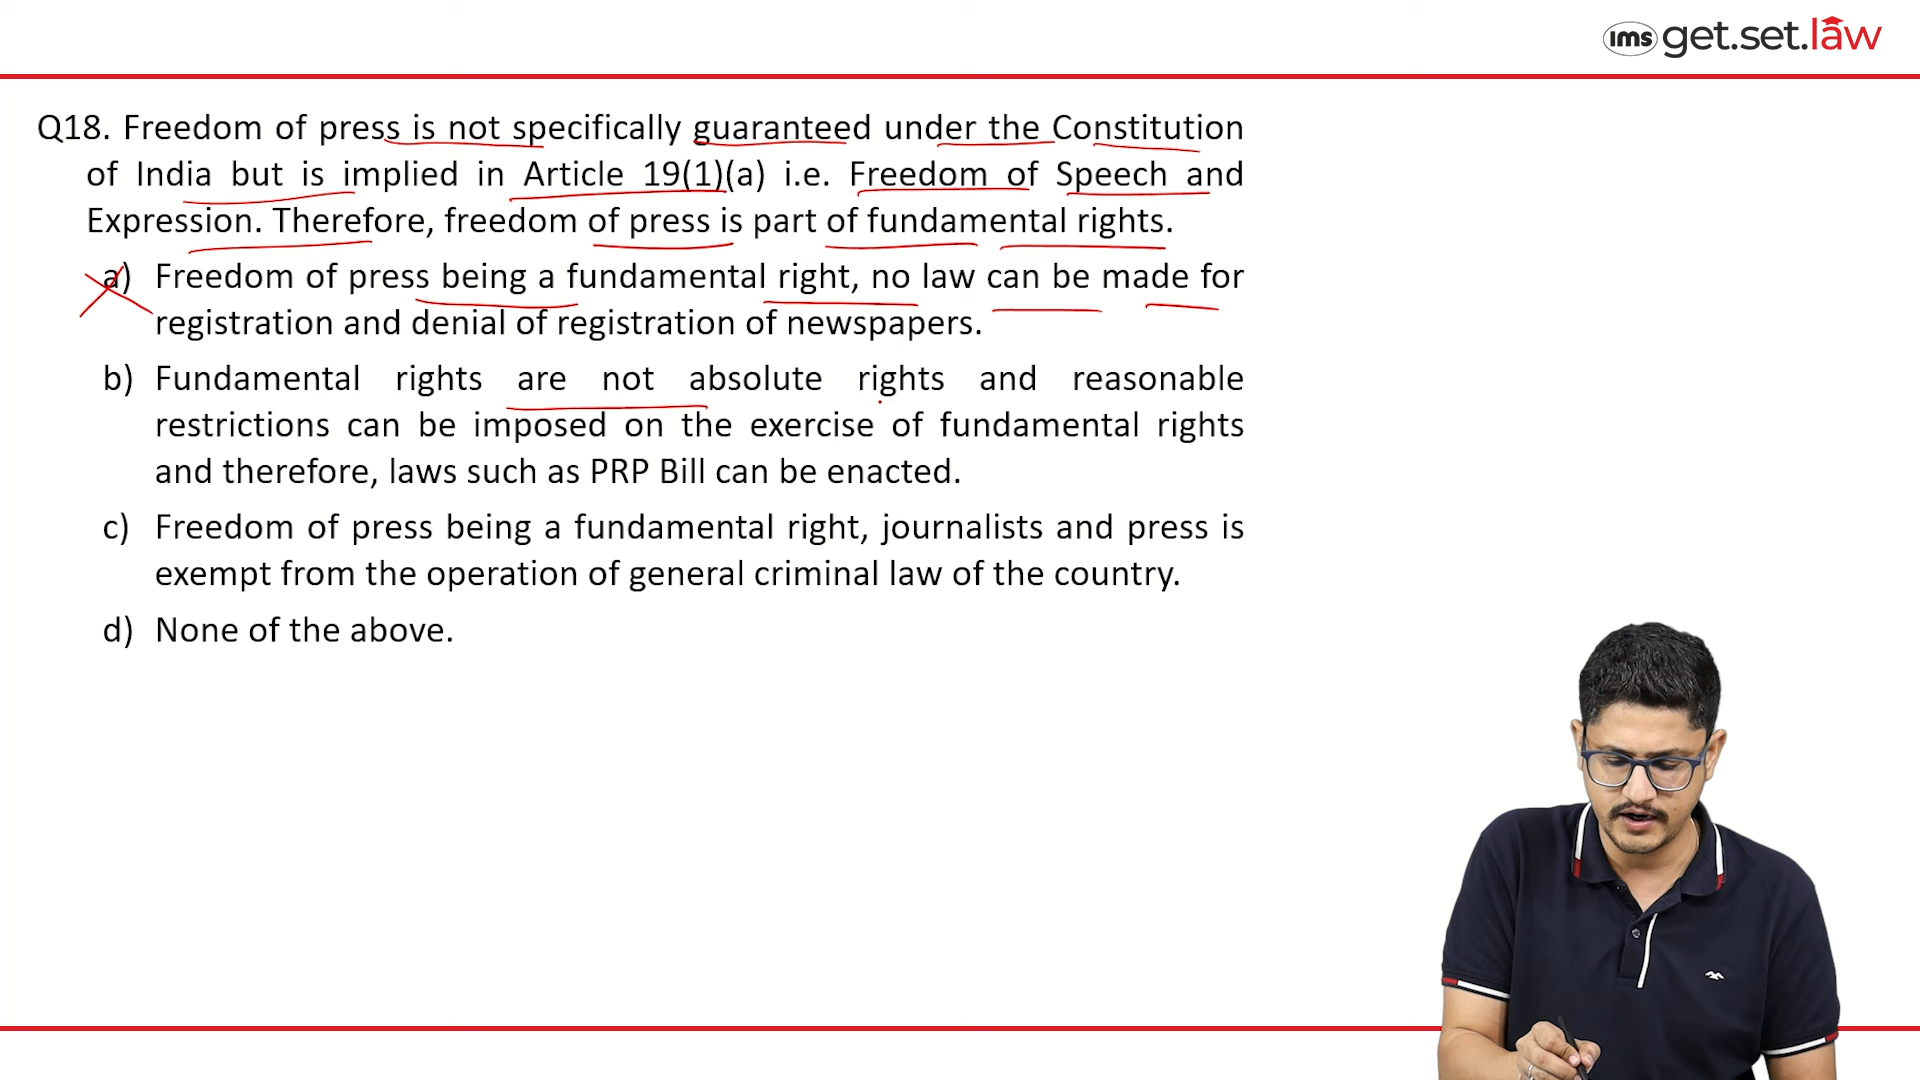 ims get.set.law
Q18. Freedom of press is not specifically guaranteed under the Constitution
of India but is implied in Article 19(1)(a) i.e. Freedom of Speech and
Expression. Therefore, freedom of press is part of fundamental rights.
a) Freedom of press being a fundamental right, no law can be made for
registration and denial of registration of newspapers.
b) Fundamental rights are not absolute rights and reasonable
restrictions can be imposed on the exercise of fundamental rights
and therefore, laws such as PRP Bill can be enacted.
c) Freedom of press being a fundamental right, journalists and press is
exempt from the operation of general criminal law of the country.
d) None of the above.